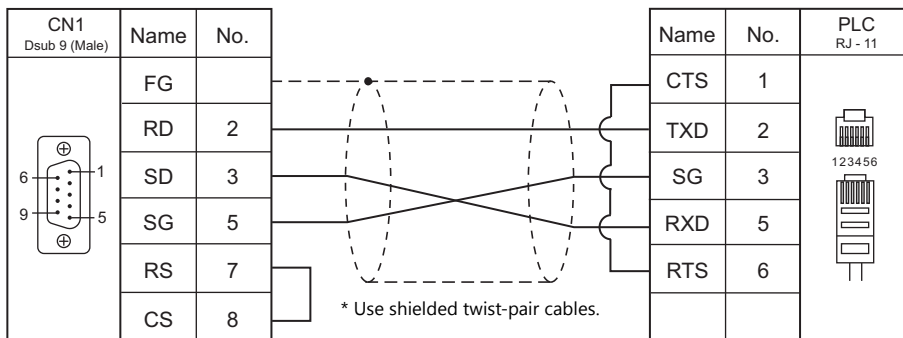 CN1
Dsub 9 (Male)
Name No.
FG
RD 2
SD 3
SG 5
RS 7
CS 8
6
1
9
5
* Use shielded twist-pair cables.
Name No.
PLC
RJ - 11
CTS 1
TXD 2
SG 3
RXD 5
RTS 6
123456